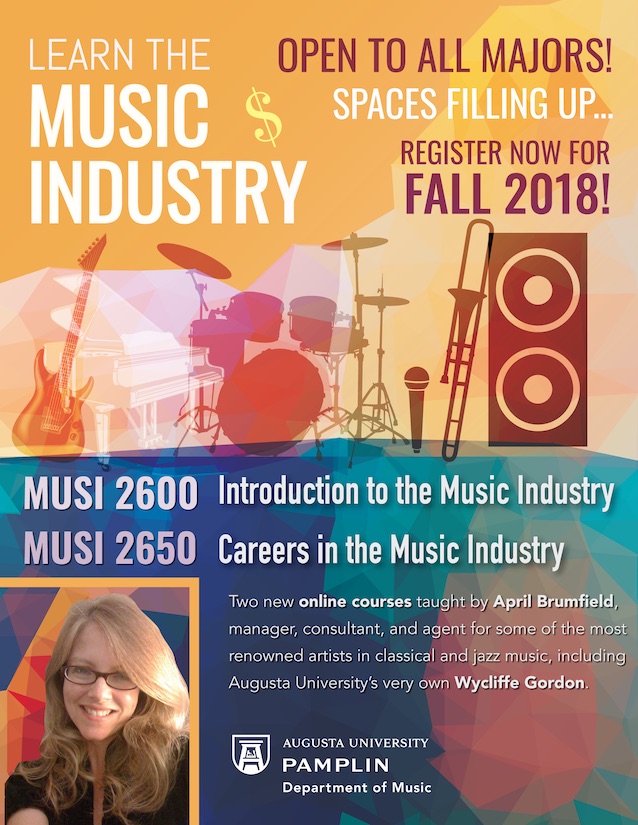 LEARN THE
MUSIC $
INDUSTRY
OPEN TO ALL MAJORS!
SPACES FILLING UP...
REGISTER NOW FOR
FALL 2018!
MUSI 2600 Introduction to the Music Industry
MUSI 2650 Careers in the Music Industry
Two new online courses taught by April Brumfield,
manager, consultant, and agent for some of the most
renowned artists in classical and jazz music, including
Augusta University's very own Wycliffe Gordon.
AUGUSTA UNIVERSITY
PAMPLIN
Department of Music